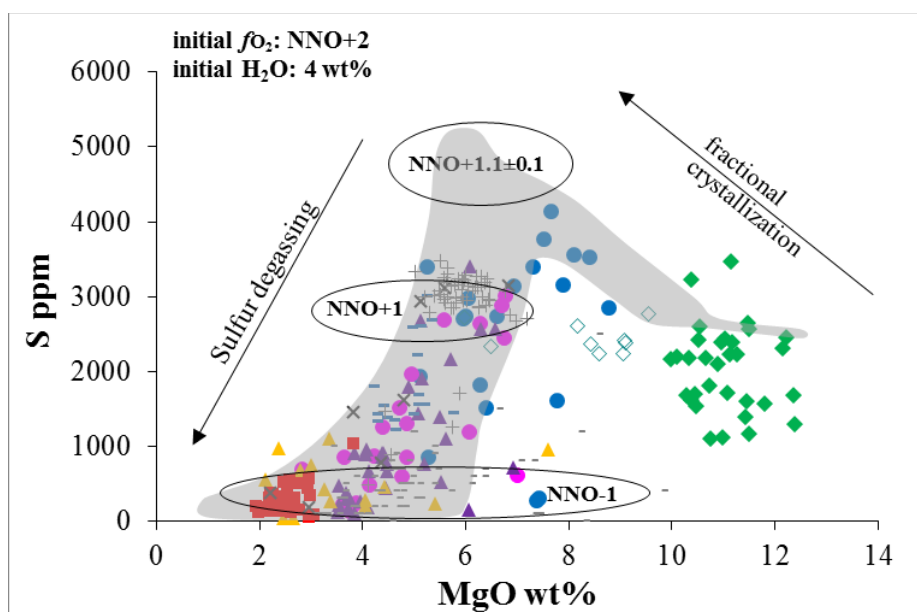 initial fO₂: NNO+2
initial H₂O: 4 wt%
6000
5000
4000
3000
2000
1000
0
S ppm
Sulfur degassing
fractional
crystallization
NNO+1.1±0.1
NNO+1
NNO-1
0 2 4 6 8 10 12 14
MgO wt%